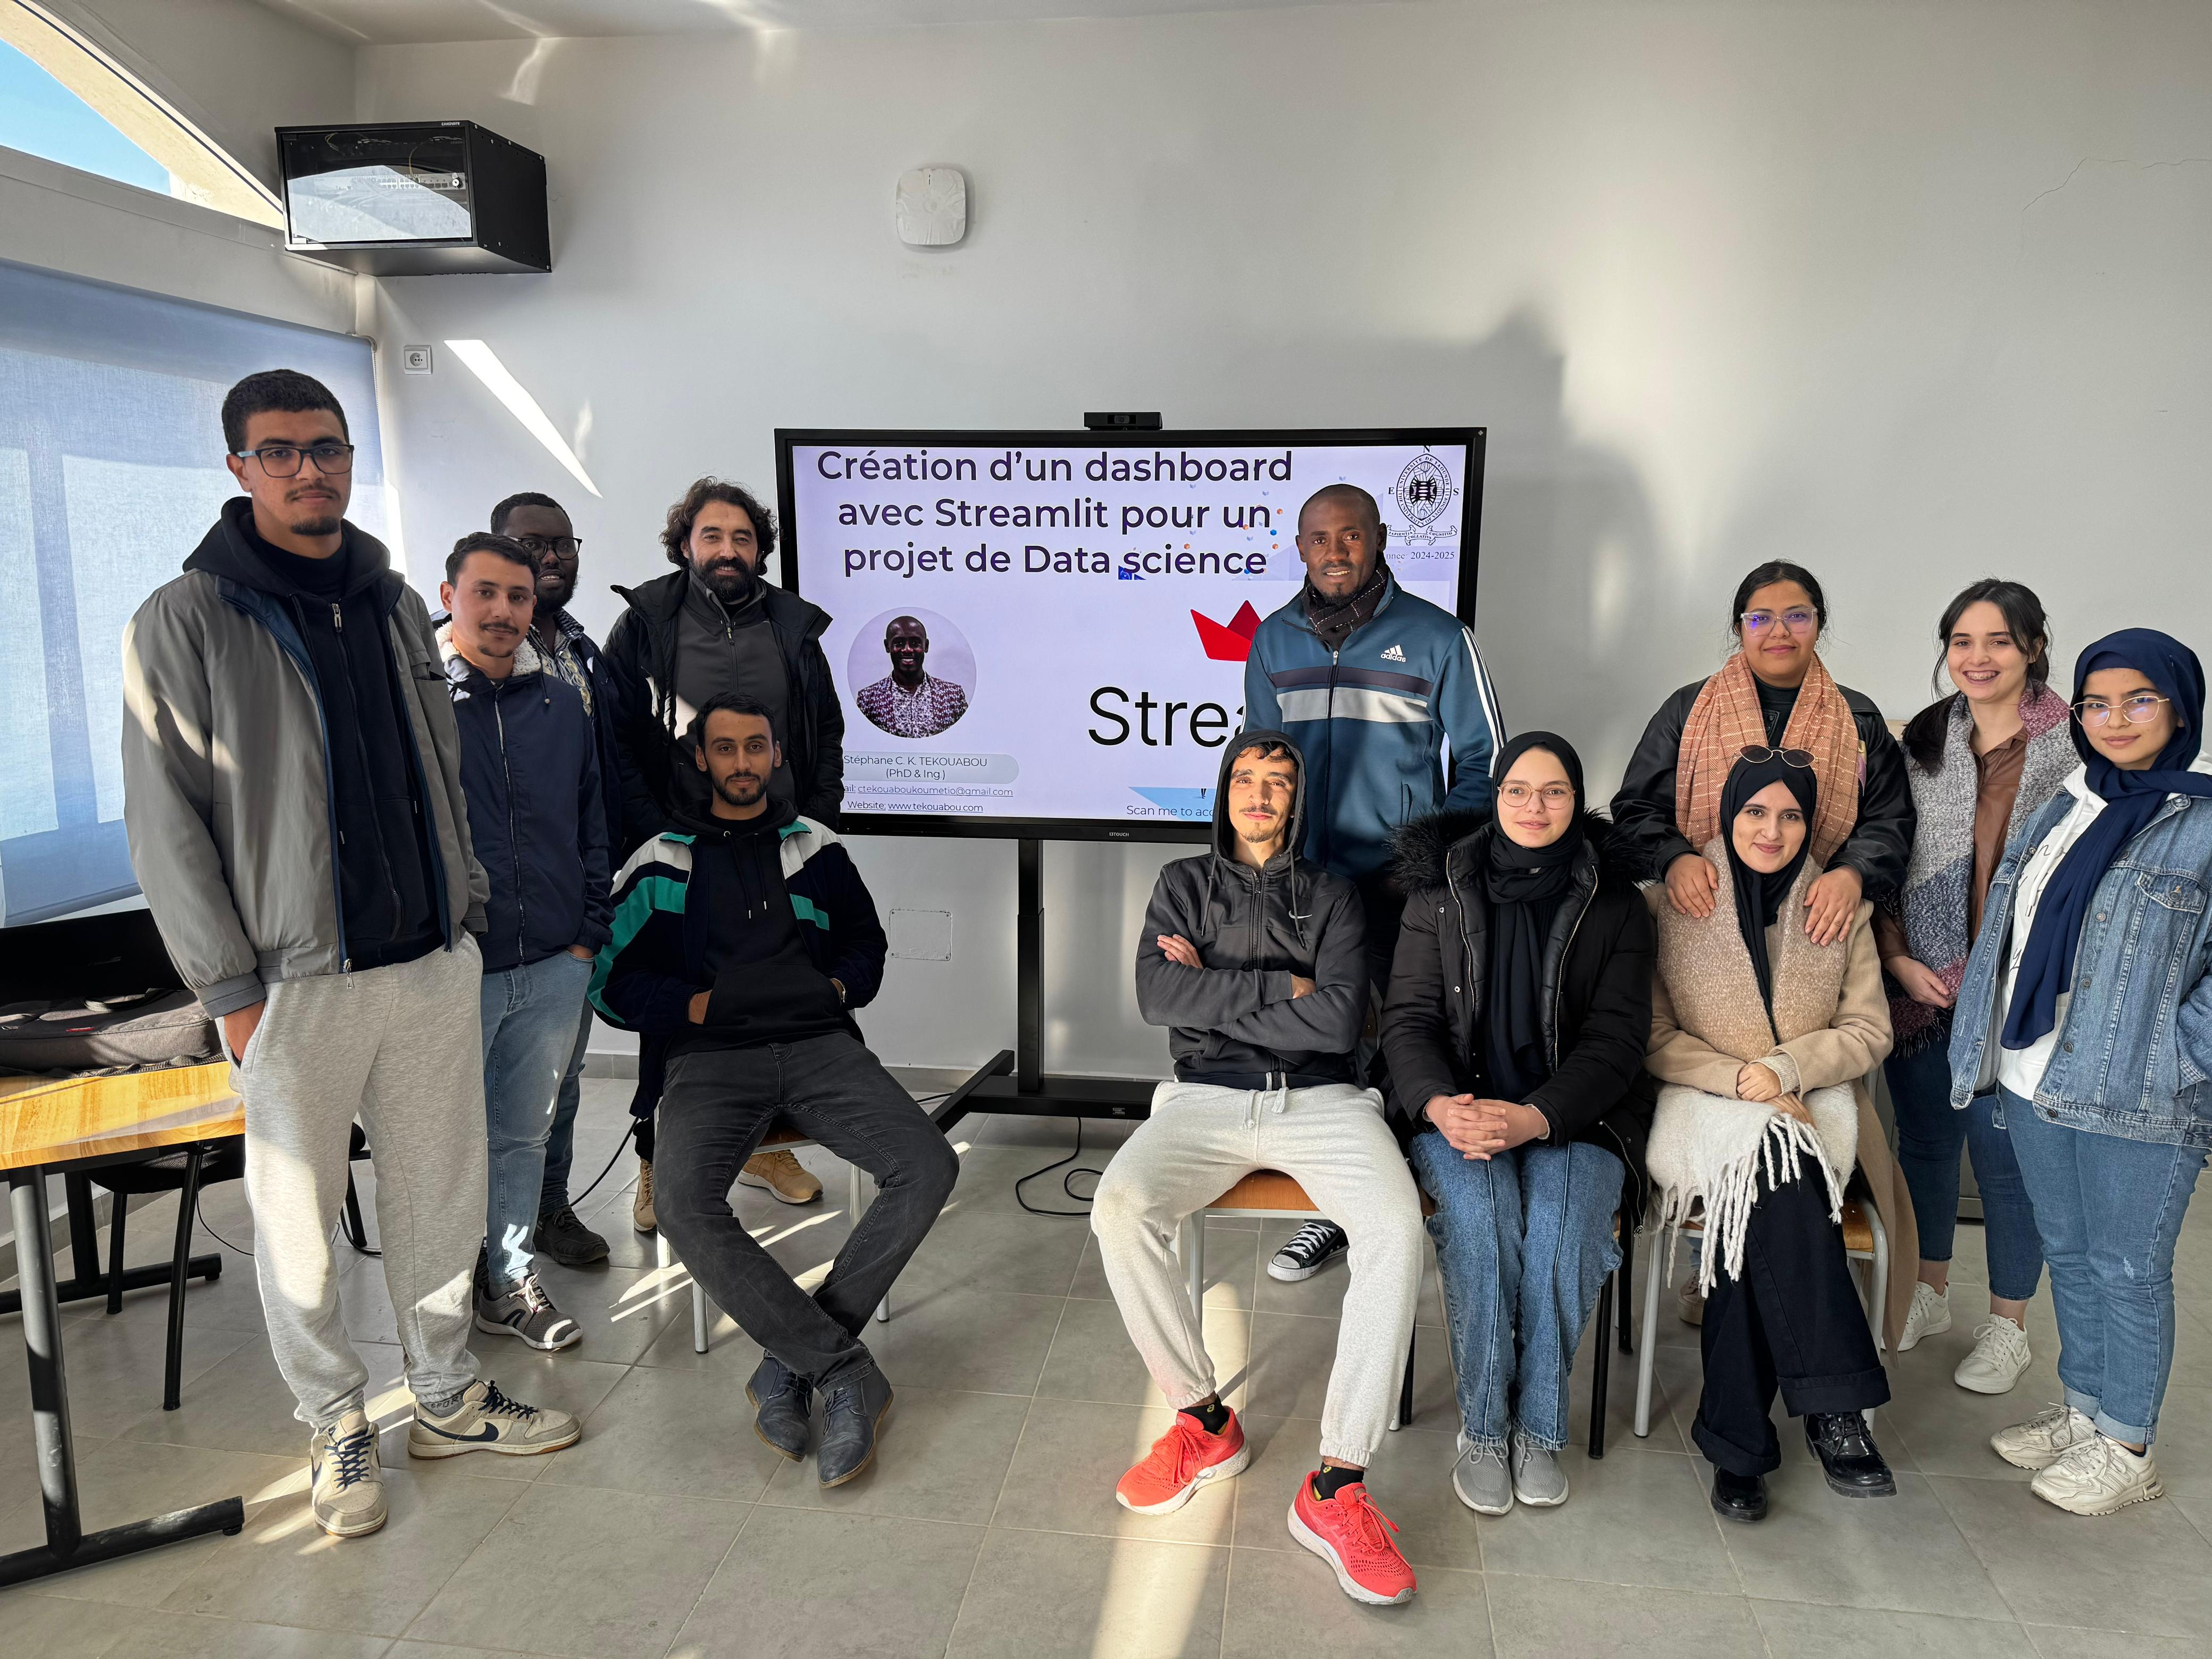 Création d'un dashboard
avec Streamlit pour un
projet de Data science
2024-2025
Stéphane C. K. TEKOUABOU
(PhD & Ing.)
ctekouaboukoumetio@gmail.com
Website: www.tekouabou.com
Strea
Scan me to acc
adidas